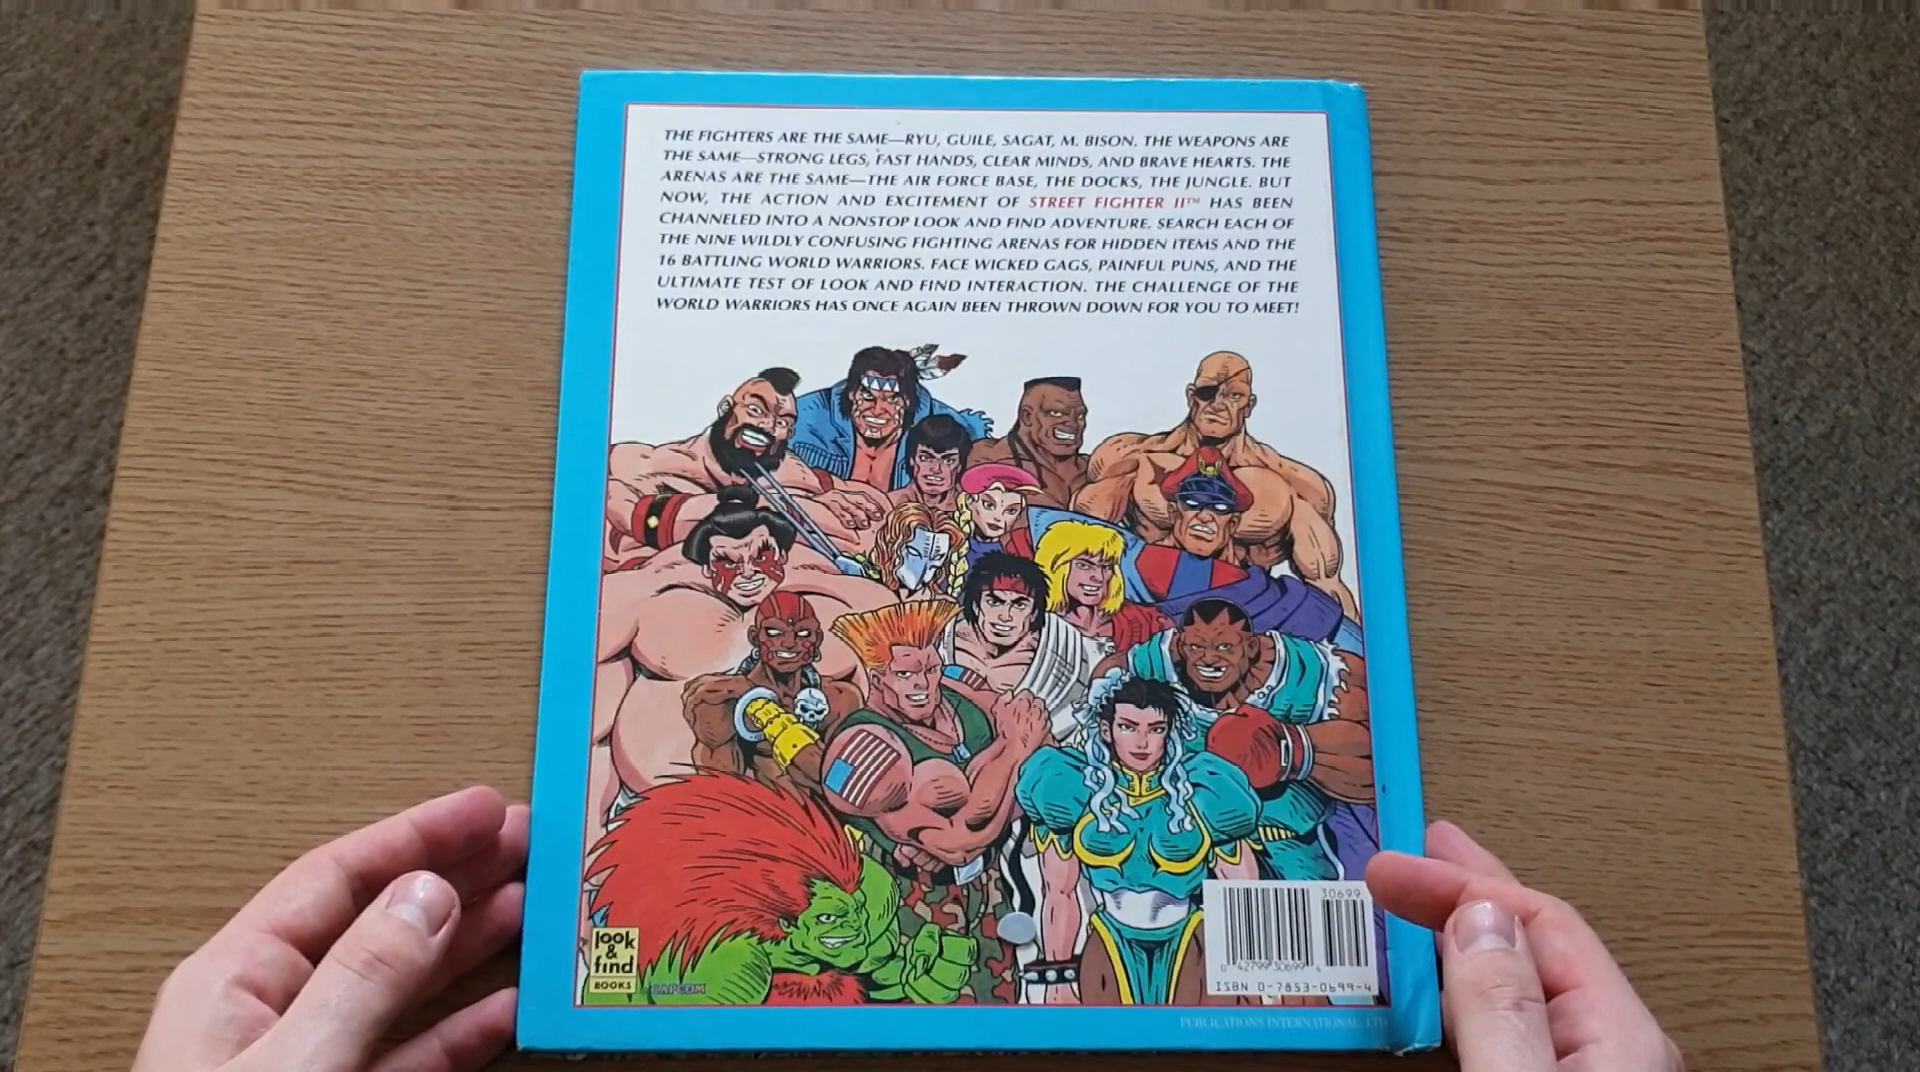 THE FIGHTERS ARE THE SAME—RYU, GUILE, SAGAT, M. BISON. THE WEAPONS ARE
THE SAME—STRONG LEGS, FAST HANDS, CLEAR MINDS, AND BRAVE HEARTS. THE
ARENAS ARE THE SAME—THE AIR FORCE BASE, THE DOCKS, THE JUNGLE. BUT
NOW, THE ACTION AND EXCITEMENT OF STREET FIGHTER II™ HAS BEEN
CHANNELED INTO A NONSTOP LOOK AND FIND ADVENTURE. SEARCH EACH OF
THE NINE WILDLY CONFUSING FIGHTING ARENAS FOR HIDDEN ITEMS AND THE
16 BATTLING WORLD WARRIORS. FACE WICKED GAGS, PAINFUL PUNS, AND THE
ULTIMATE TEST OF LOOK AND FIND INTERACTION. THE CHALLENGE OF THE
WORLD WARRIORS HAS ONCE AGAIN BEEN THROWN DOWN FOR YOU TO MEET!
look
&
find
BOOKS
CAPCOM
30699
0 42799 30699 4
ISBN 0-7853-0699-4
PUBLICATIONS INTERNATIONAL, LTD.